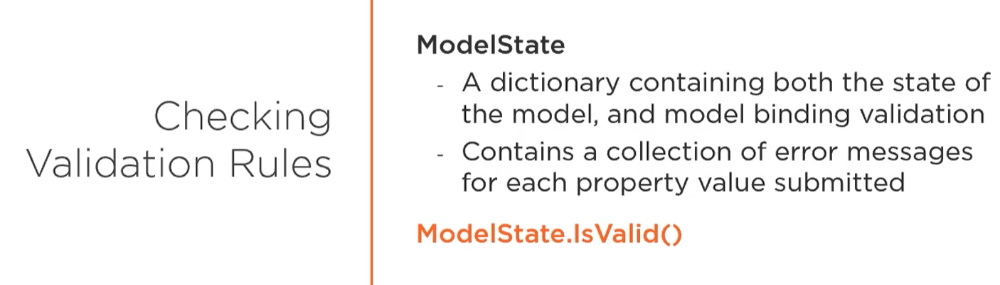 Checking
Validation Rules
ModelState
- A dictionary containing both the state of
the model, and model binding validation
- Contains a collection of error messages
for each property value submitted
ModelState.IsValid()